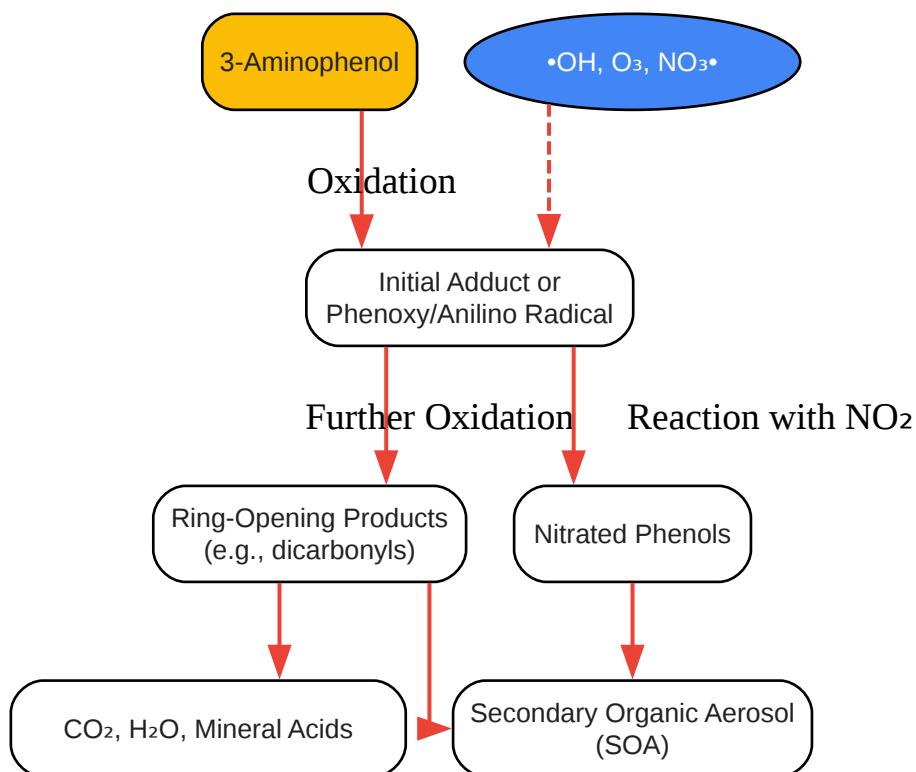 3-Aminophenol
•OH, O₃, NO₃•
Oxidation
Initial Adduct or
Phenoxy/Anilino Radical
Further Oxidation
Reaction with NO₂
Ring-Opening Products
(e.g., dicarbonyls)
Nitrated Phenols
CO₂, H₂O, Mineral Acids
Secondary Organic Aerosol
(SOA)